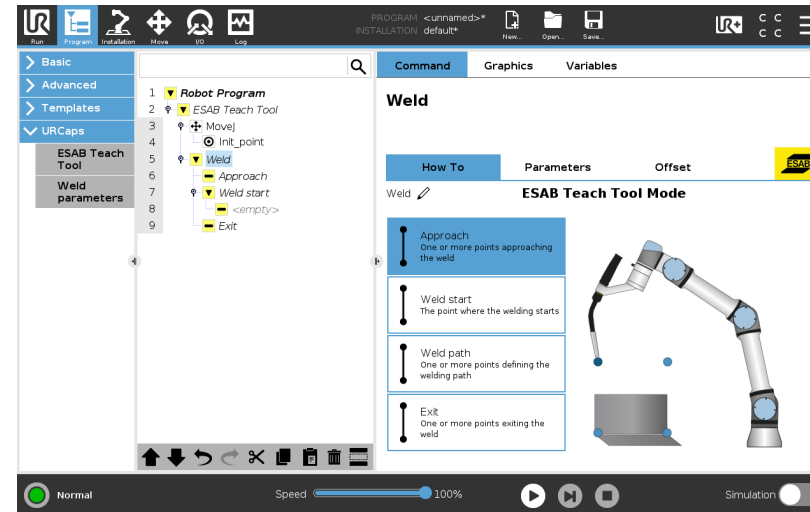 PROGRAM <unnamed>*
INSTALLATION default*
Run
Program
Installation
Move
I/O
Log
New...
Open...
Save...
UR+
C C
C C
Basic
Advanced
Templates
URCaps
ESAB Teach
Tool
Weld
parameters
1 Robot Program
2 ESAB Teach Tool
3 MoveJ
4 Init_point
5 Weld
6 Approach
7 Weld start
8 <empty>
9 Exit
Command Graphics Variables
Weld
How To Parameters Offset
ESAB
Weld
ESAB Teach Tool Mode
Approach
One or more points approaching
the weld
Weld start
The point where the welding starts
Weld path
One or more points defining the
welding path
Exit
One or more points exiting the
weld
Normal
Speed 100%
Simulation